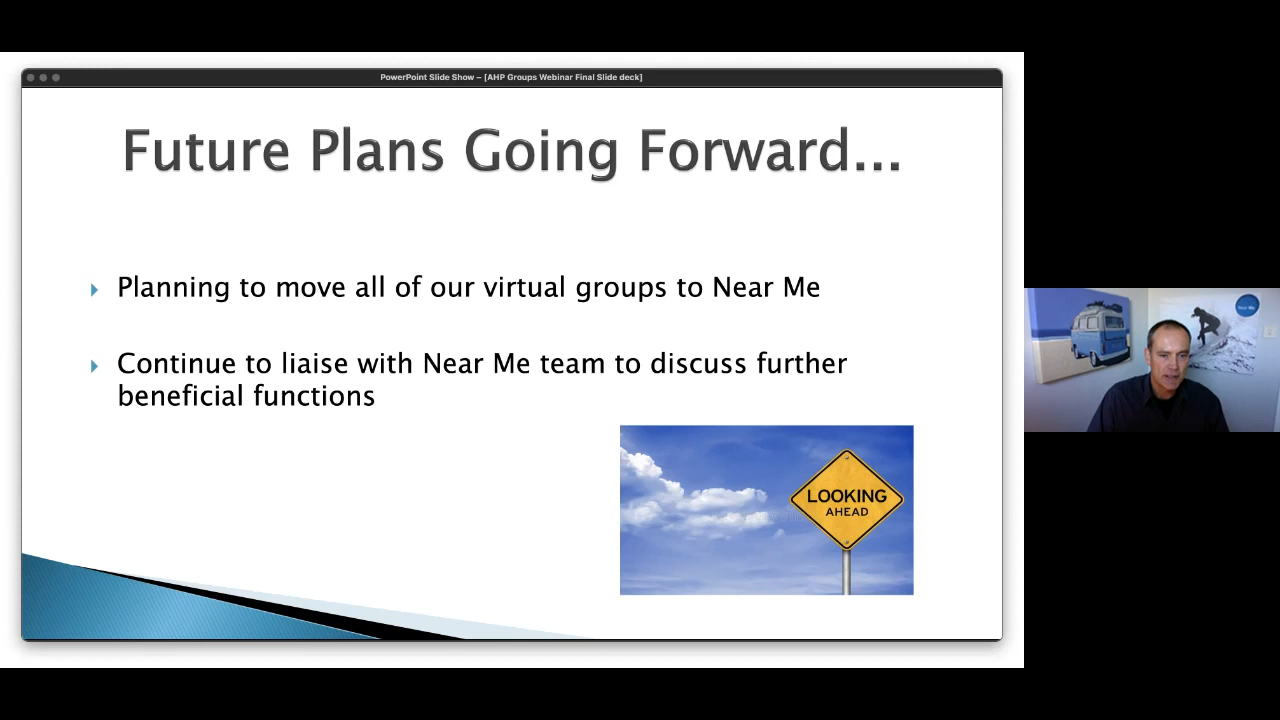 PowerPoint Slide Show – [AHP Groups Webinar Final Slide deck]
Future Plans Going Forward...
Planning to move all of our virtual groups to Near Me
Continue to liaise with Near Me team to discuss further
beneficial functions
LOOKING
AHEAD
Near Me